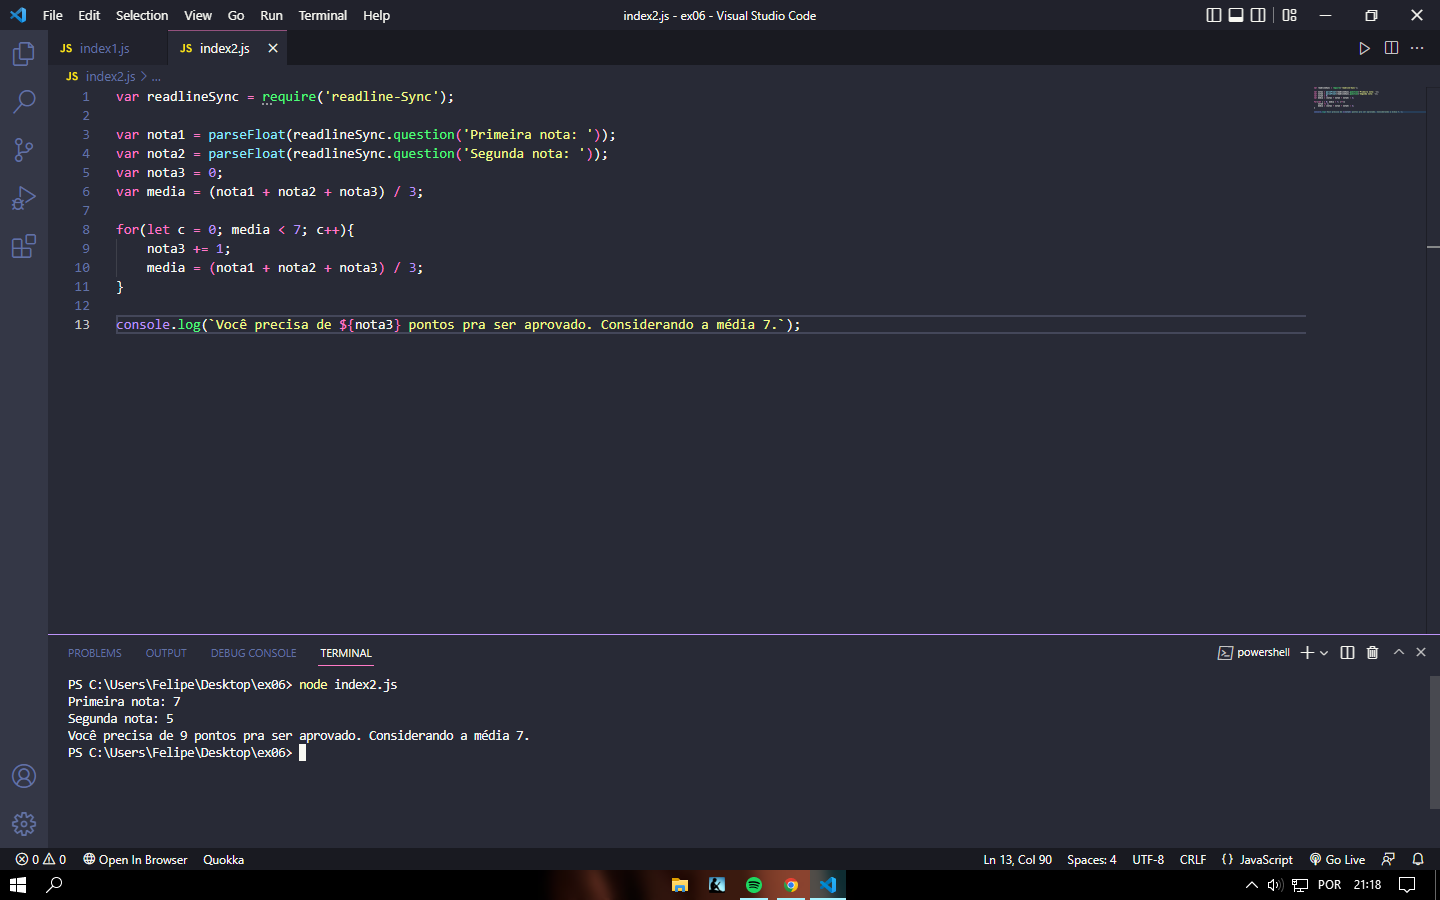 File Edit Selection View Go Run Terminal Help index2.js - ex06 - Visual Studio Code
JS index1.js JS index2.js
JS index2.js > ...
1 var readlineSync = require('readline-Sync');
2
3 var nota1 = parseFloat(readlineSync.question('Primeira nota: '));
4 var nota2 = parseFloat(readlineSync.question('Segunda nota: '));
5 var nota3 = 0;
6 var media = (nota1 + nota2 + nota3) / 3;
7
8 for(let c = 0; media < 7; c++){
9 nota3 += 1;
10 media = (nota1 + nota2 + nota3) / 3;
11 }
12
13 console.log(`Você precisa de ${nota3} pontos pra ser aprovado. Considerando a média 7.`);
PROBLEMS OUTPUT DEBUG CONSOLE TERMINAL powershell
PS C:\Users\Felipe\Desktop\ex06> node index2.js
Primeira nota: 7
Segunda nota: 5
Você precisa de 9 pontos pra ser aprovado. Considerando a média 7.
PS C:\Users\Felipe\Desktop\ex06>
0 0 Open In Browser Quokka Ln 13, Col 90 Spaces: 4 UTF-8 CRLF {} JavaScript Go Live
POR 21:18